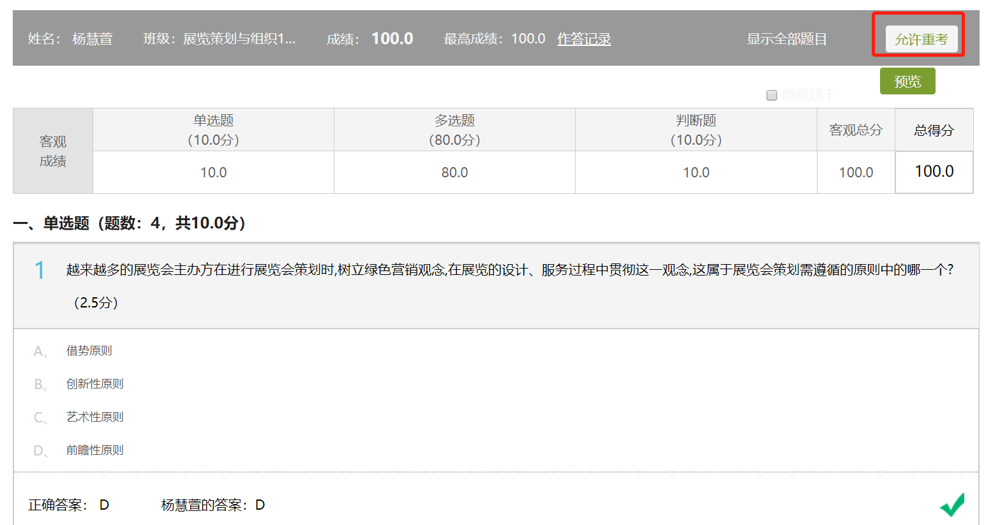 姓名： 杨慧萱 班级：展览策划与组织1... 成绩： 100.0 最高成绩：100.0 作答记录 显示全部题目 允许重考
预览
隐藏题干
客观成绩 单选题（10.0分） 多选题（80.0分） 判断题（10.0分） 客观总分 总得分
10.0 80.0 10.0 100.0 100.0
一、单选题（题数：4，共10.0分）
1 越来越多的展览会主办方在进行展览会策划时,树立绿色营销观念,在展览的设计、服务过程中贯彻这一观念,这属于展览会策划需遵循的原则中的哪一个?
（2.5分）
A、 借势原则
B、 创新性原则
C、 艺术性原则
D、 前瞻性原则
正确答案： D 杨慧萱的答案：D